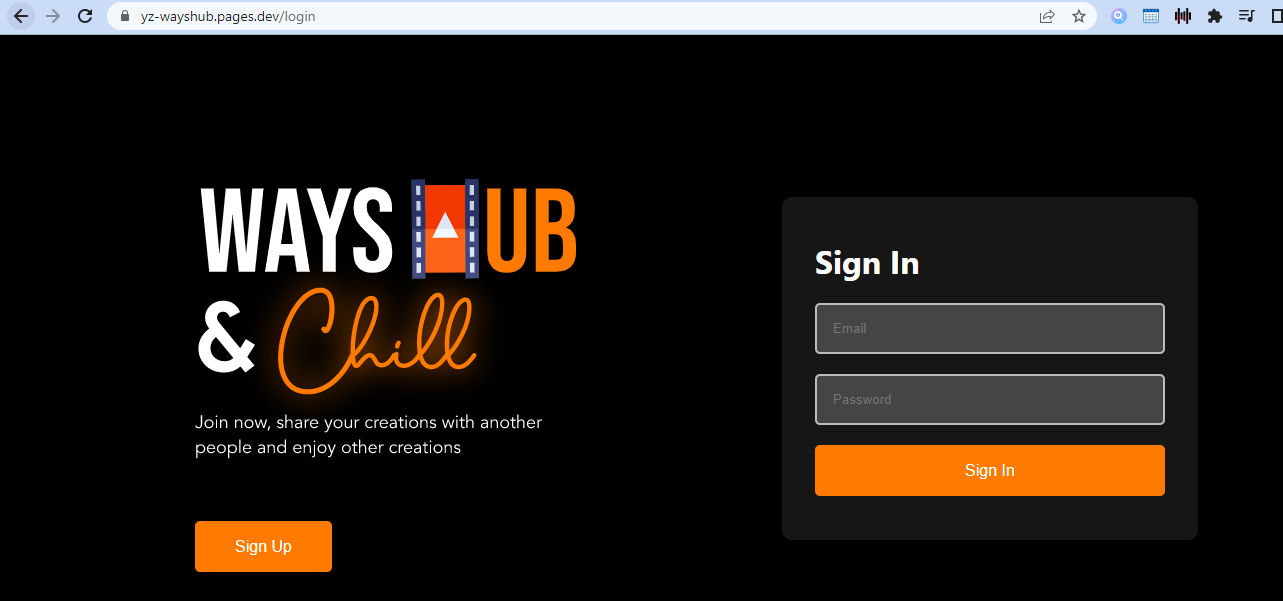 yz-wayshub.pages.dev/login
WAYS HUB
& Chill
Join now, share your creations with another
people and enjoy other creations
Sign Up
Sign In
Email
Password
Sign In